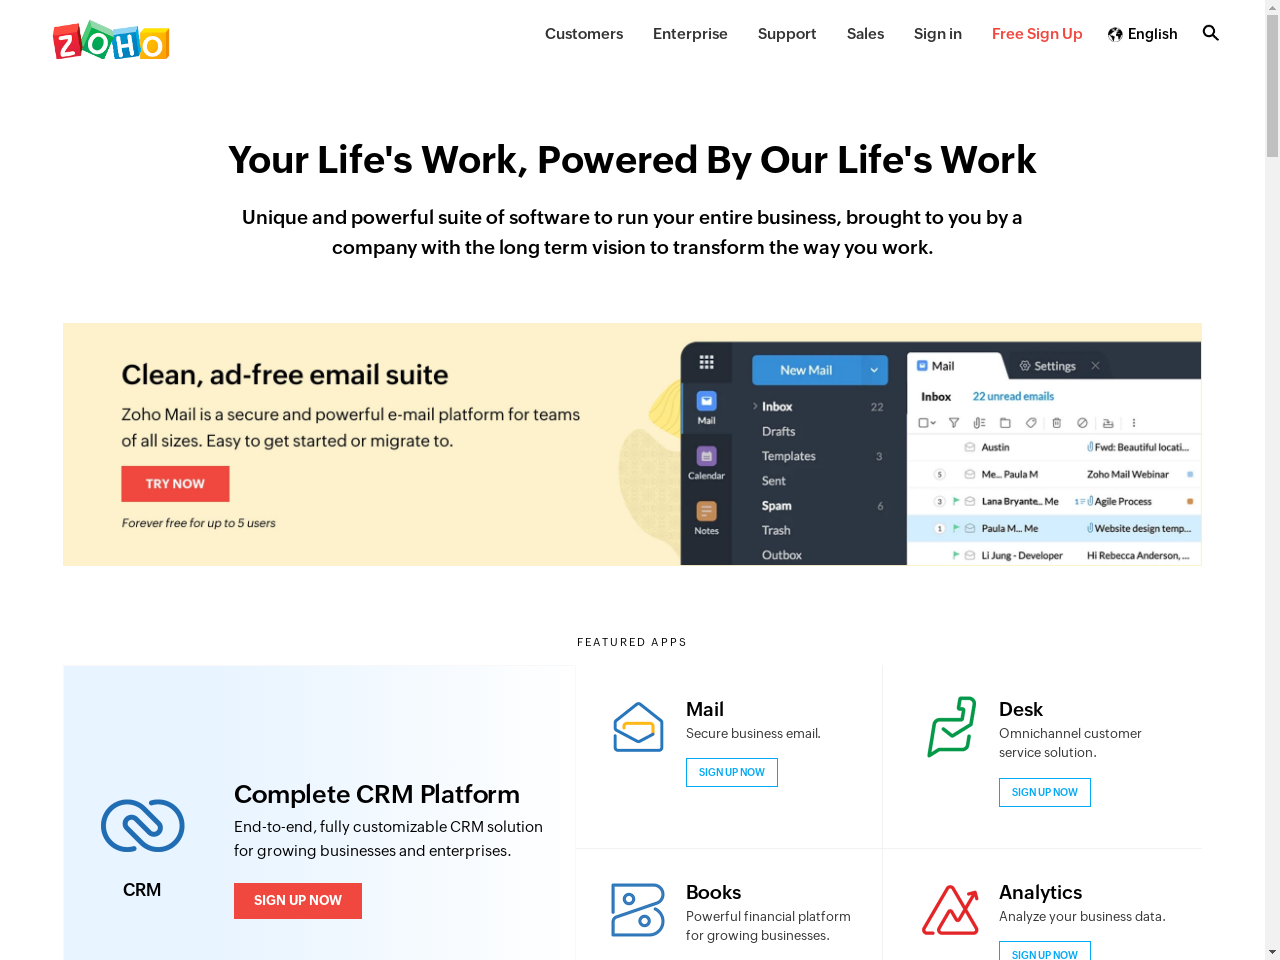 ZOHO
Customers Enterprise Support Sales Sign in Free Sign Up English
Your Life's Work, Powered By Our Life's Work
Unique and powerful suite of software to run your entire business, brought to you by a
company with the long term vision to transform the way you work.
Clean, ad-free email suite
Zoho Mail is a secure and powerful e-mail platform for teams
of all sizes. Easy to get started or migrate to.
TRY NOW
Forever free for up to 5 users
Mail
Calendar
Notes
New Mail
Inbox 22
Drafts
Templates 3
Sent
Spam 6
Trash
Outbox
Mail Settings
Inbox 22 unread emails
Austin Fwd: Beautiful locati...
5 Me... Paula M Zoho Mail Webinar
3 Lana Bryante... Me 1 Agile Process
1 Paula M... Me Website design temp...
Li Jung - Developer Hi Rebecca Anderson, ...
FEATURED APPS
CRM
Complete CRM Platform
End-to-end, fully customizable CRM solution
for growing businesses and enterprises.
SIGN UP NOW
Mail
Secure business email.
SIGN UP NOW
Desk
Omnichannel customer
service solution.
SIGN UP NOW
Books
Powerful financial platform
for growing businesses.
Analytics
Analyze your business data.
SIGN UP NOW